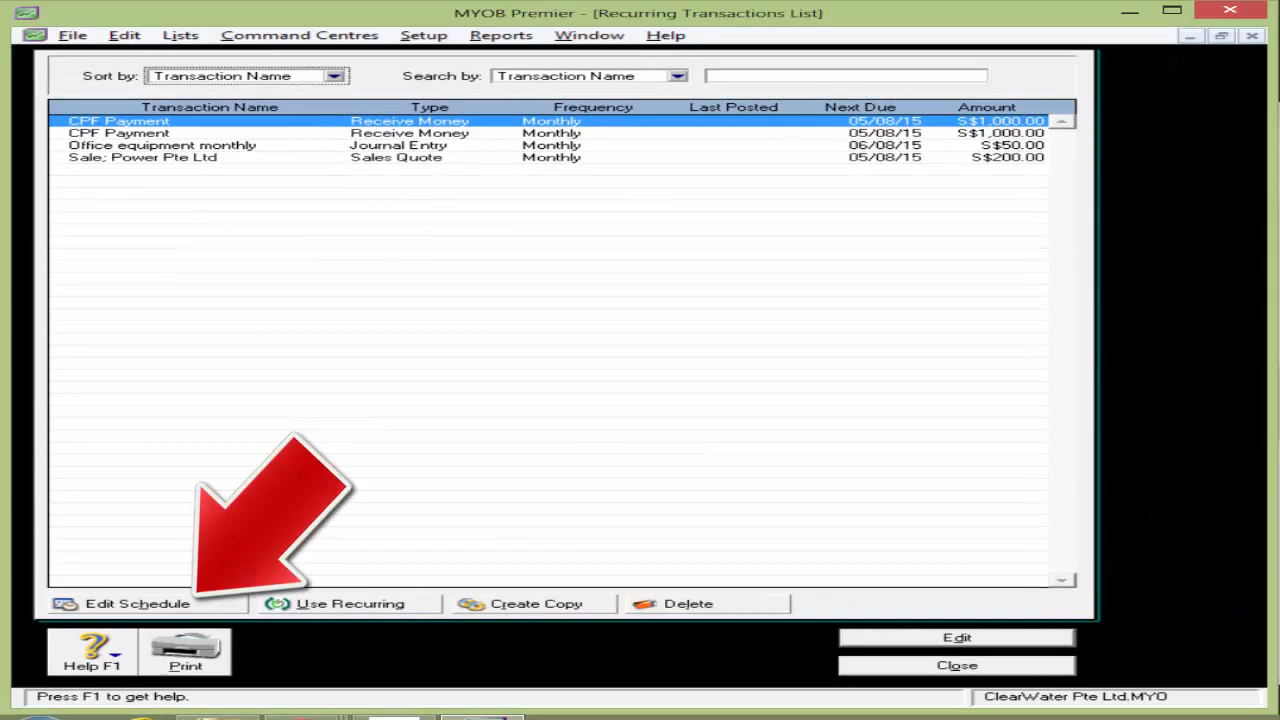 MYOB Premier - [Recurring Transactions List]
File Edit Lists Command Centres Setup Reports Window Help
Sort by: Transaction Name Search by: Transaction Name
Transaction Name Type Frequency Last Posted Next Due Amount
CPF Payment Receive Money Monthly 05/08/15 S$1,000.00
CPF Payment Receive Money Monthly 05/08/15 S$1,000.00
Office equipment monthly Journal Entry Monthly 06/08/15 S$50.00
Sale; Power Pte Ltd Sales Quote Monthly 05/08/15 S$200.00
Edit Schedule Use Recurring Create Copy Delete
Help F1 Print Edit
Close
Press F1 to get help. ClearWater Pte Ltd.MYO